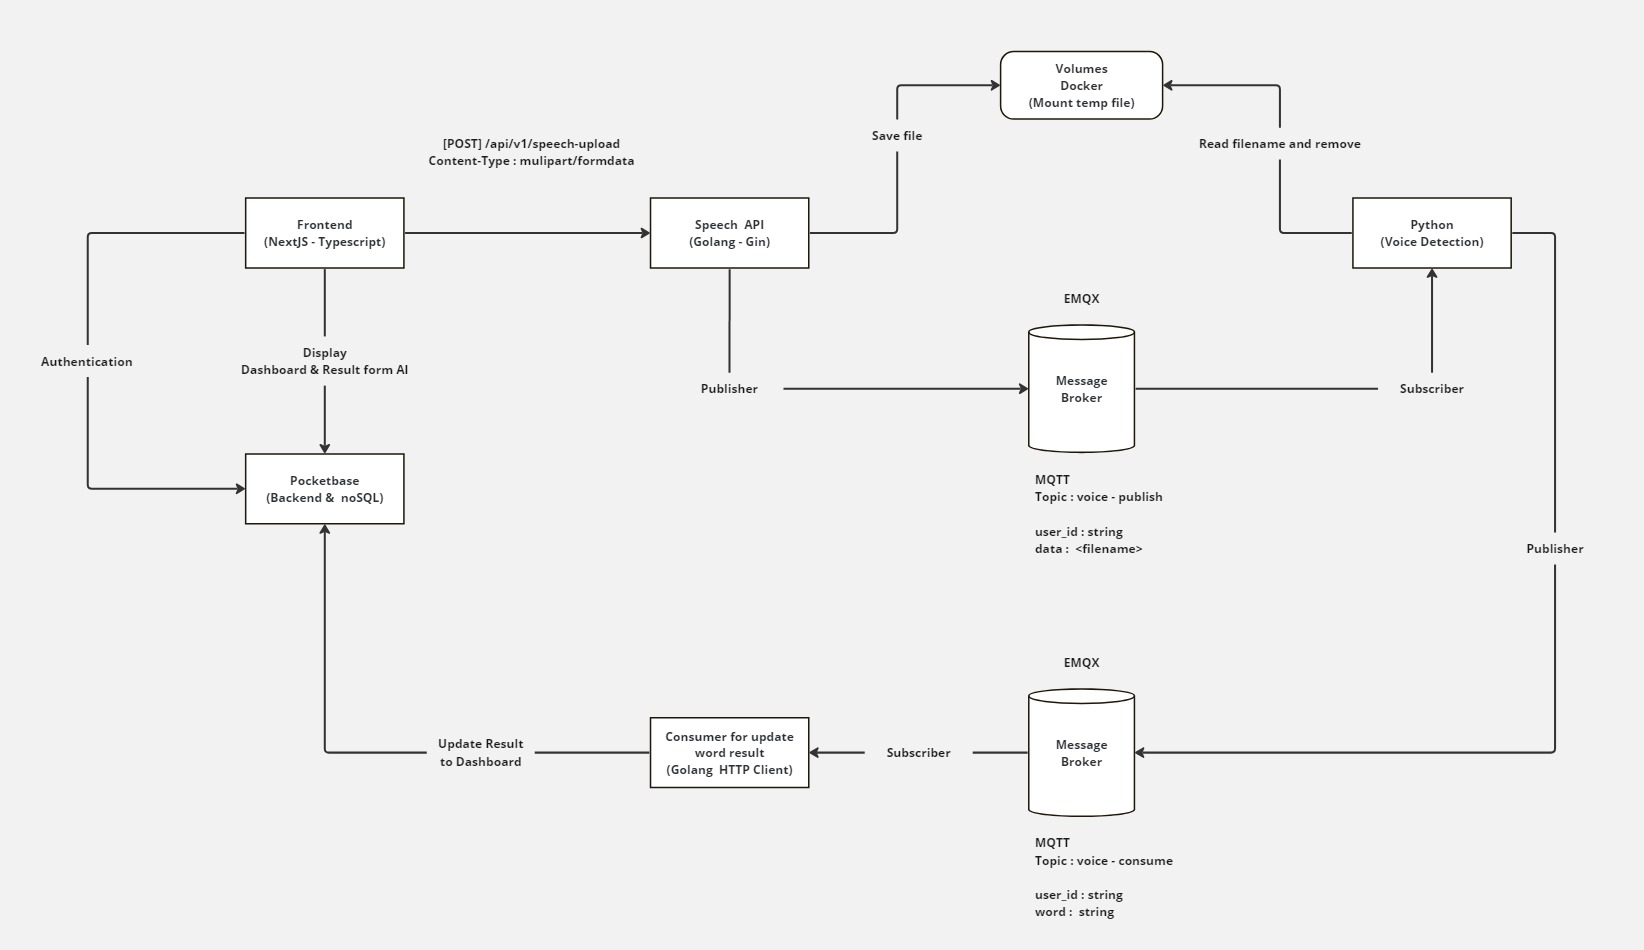 Volumes
Docker
(Mount temp file)
Save file
Read filename and remove
[POST] /api/v1/speech-upload
Content-Type : mulipart/formdata
Frontend
(NextJS - Typescript)
Speech  API
(Golang - Gin)
Python
(Voice Detection)
EMQX
Authentication
Display
Dashboard & Result form AI
Publisher
Message
Broker
Subscriber
Pocketbase
(Backend &  noSQL)
MQTT
Topic : voice - publish
user_id : string
data :  <filename>
Publisher
EMQX
Update Result
to Dashboard
Consumer for update
word result
(Golang  HTTP Client)
Subscriber
Message
Broker
MQTT
Topic : voice - consume
user_id : string
word :  string